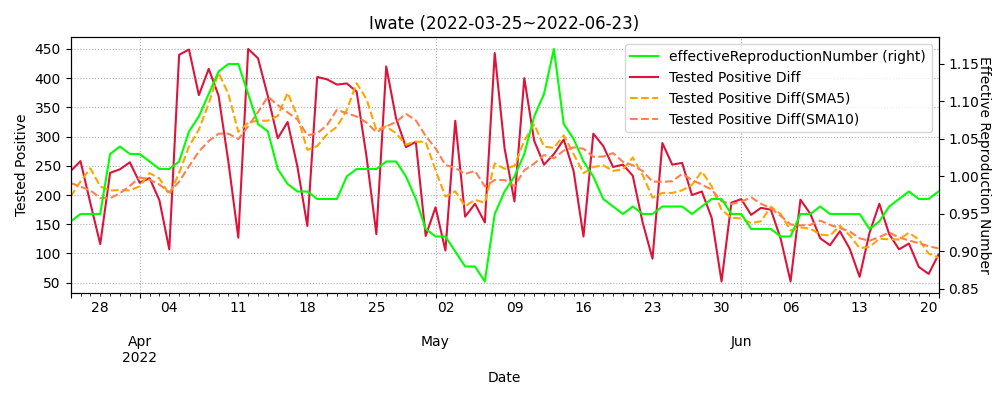 Iwate (2022-03-25~2022-06-23)
effectiveReproductionNumber (right)
Tested Positive Diff
Tested Positive Diff(SMA5)
Tested Positive Diff(SMA10)
Tested Positive
450
400
350
300
250
200
150
100
50
1.15
1.10
1.05
1.00
0.95
0.90
0.85
Effective Reproduction Number
28 04 11 18 25 02 09 16 23 30 06 13 20
Apr May Jun
2022
Date